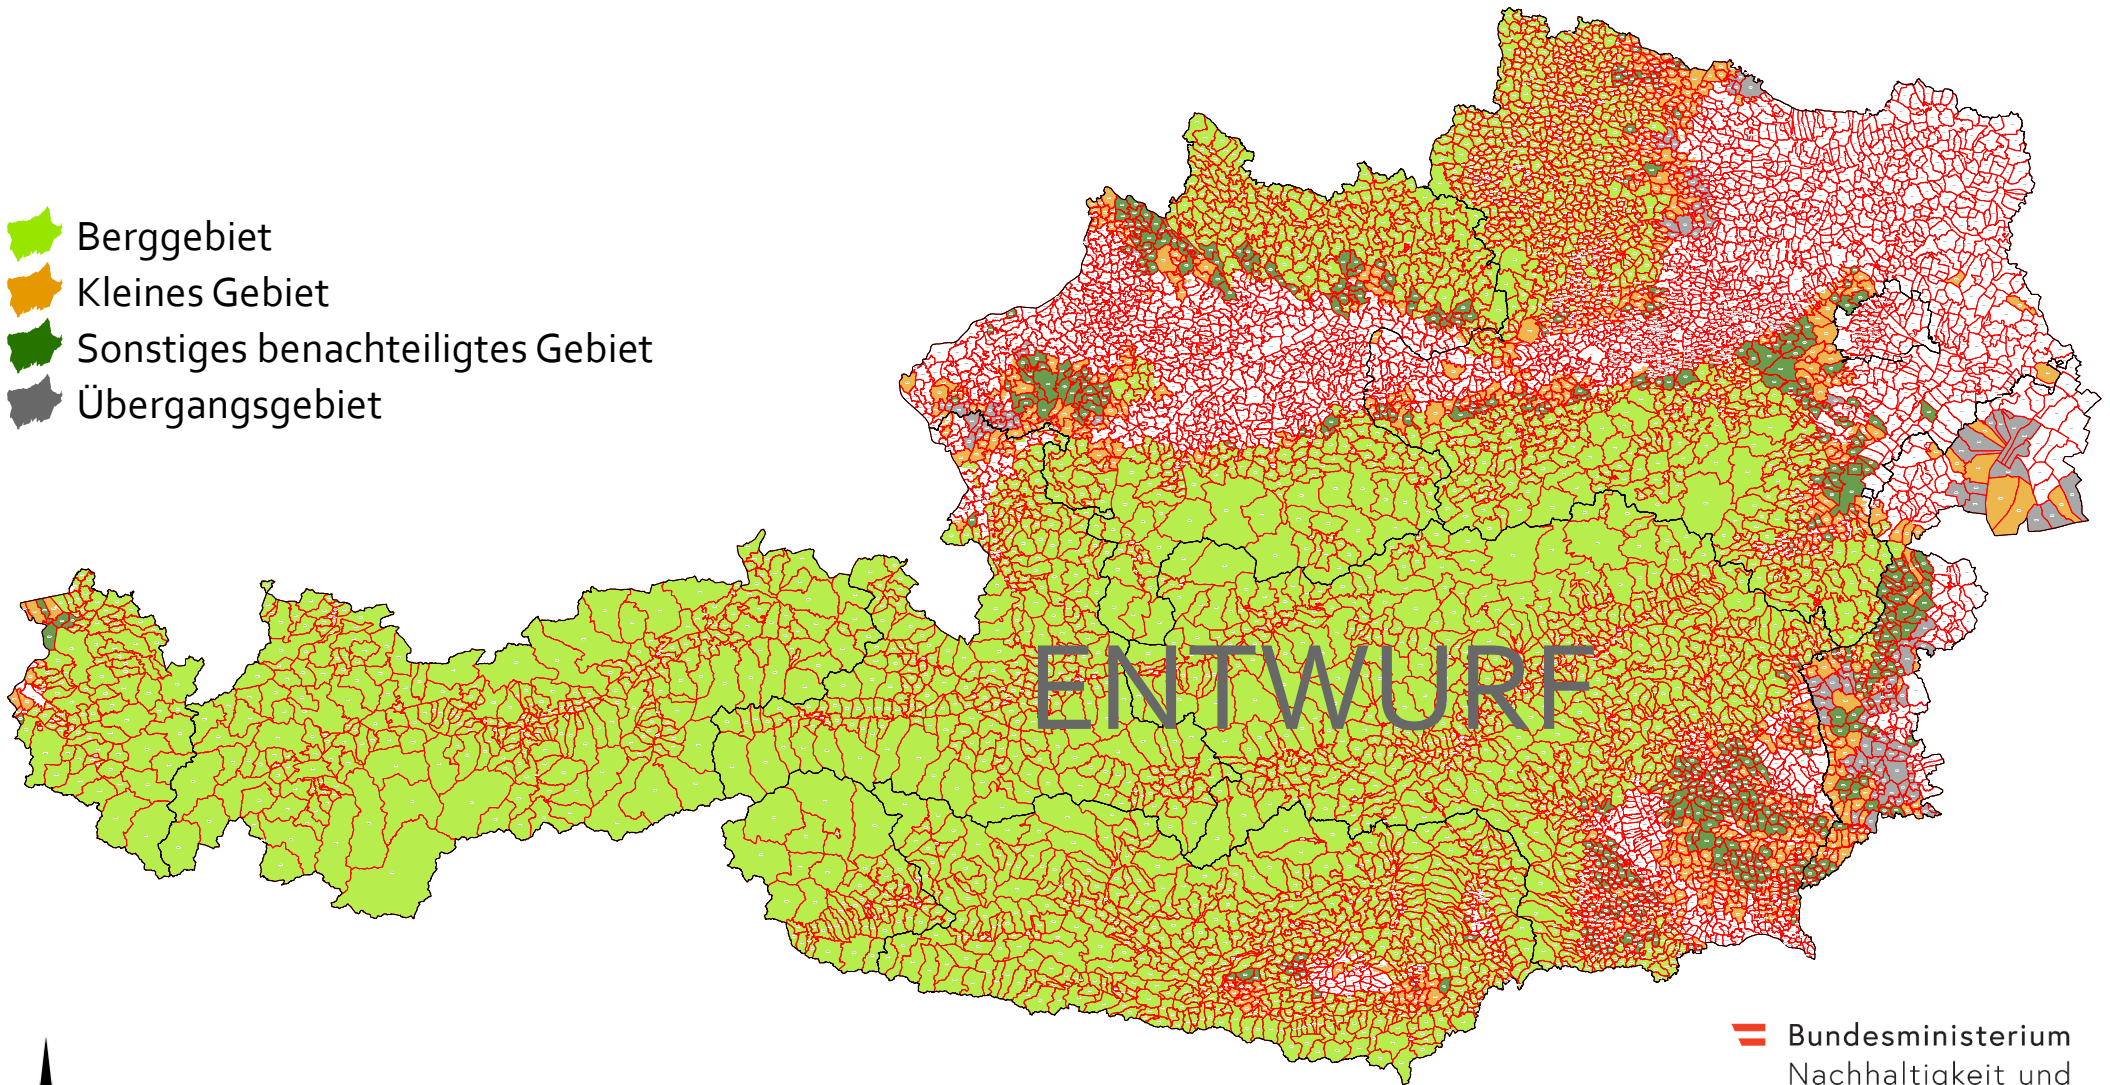 Berggebiet
Kleines Gebiet
Sonstiges benachteiligtes Gebiet
Übergangsgebiet
ENTWURF
Bundesministerium
Nachhaltigkeit und